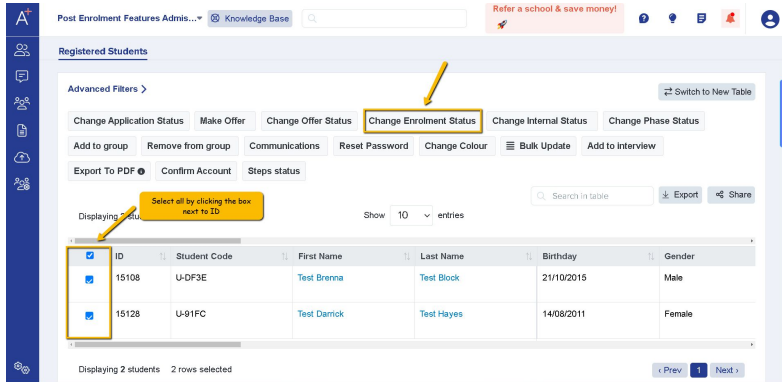 A+
Post Enrolment Features Admis...
Knowledge Base
Refer a school & save money!
Registered Students
Advanced Filters
Switch to New Table
Change Application Status Make Offer Change Offer Status Change Enrolment Status Change Internal Status Change Phase Status
Add to group Remove from group Communications Reset Password Change Colour Bulk Update Add to interview
Export To PDF Confirm Account Steps status
Select all by clicking the box
next to ID
Search in table
Export
Share
Displaying 2 stu
Show 10 entries
ID Student Code First Name Last Name Birthday Gender
15108 U-DF3E Test Brenna Test Block 21/10/2015 Male
15128 U-91FC Test Darrick Test Hayes 14/08/2011 Female
Displaying 2 students 2 rows selected
‹ Prev 1 Next ›